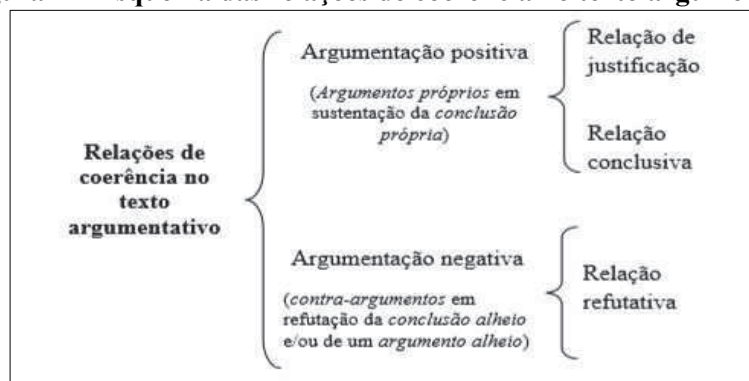 Argumentação positiva
(Argumentos próprios em
sustentação da conclusão
própria)
Relação de
justificação
Relação
conclusiva
Relações de
coerência no
texto
argumentativo
Argumentação negativa
(contra-argumentos em
refutação da conclusão alheio
e/ou de um argumento alheio)
Relação
refutativa